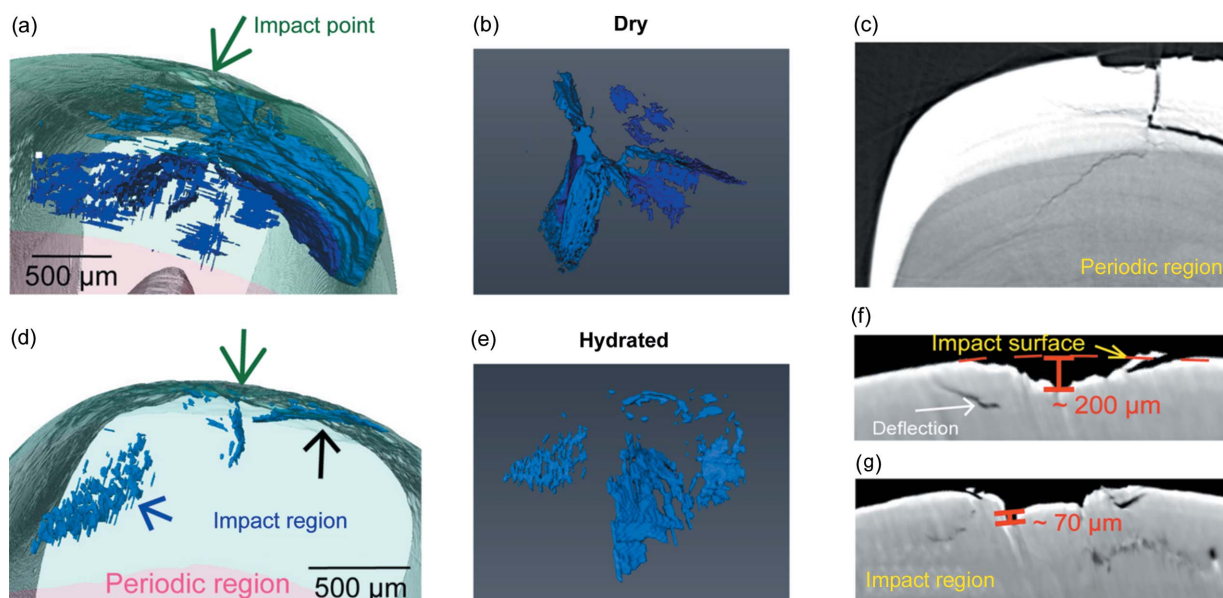 (a)
Impact point
500 µm
(b)
Dry
(c)
Periodic region
(d)
Impact region
Periodic region
500 µm
(e)
Hydrated
(f)
Impact surface
~ 200 µm
Deflection
(g)
~ 70 µm
Impact region